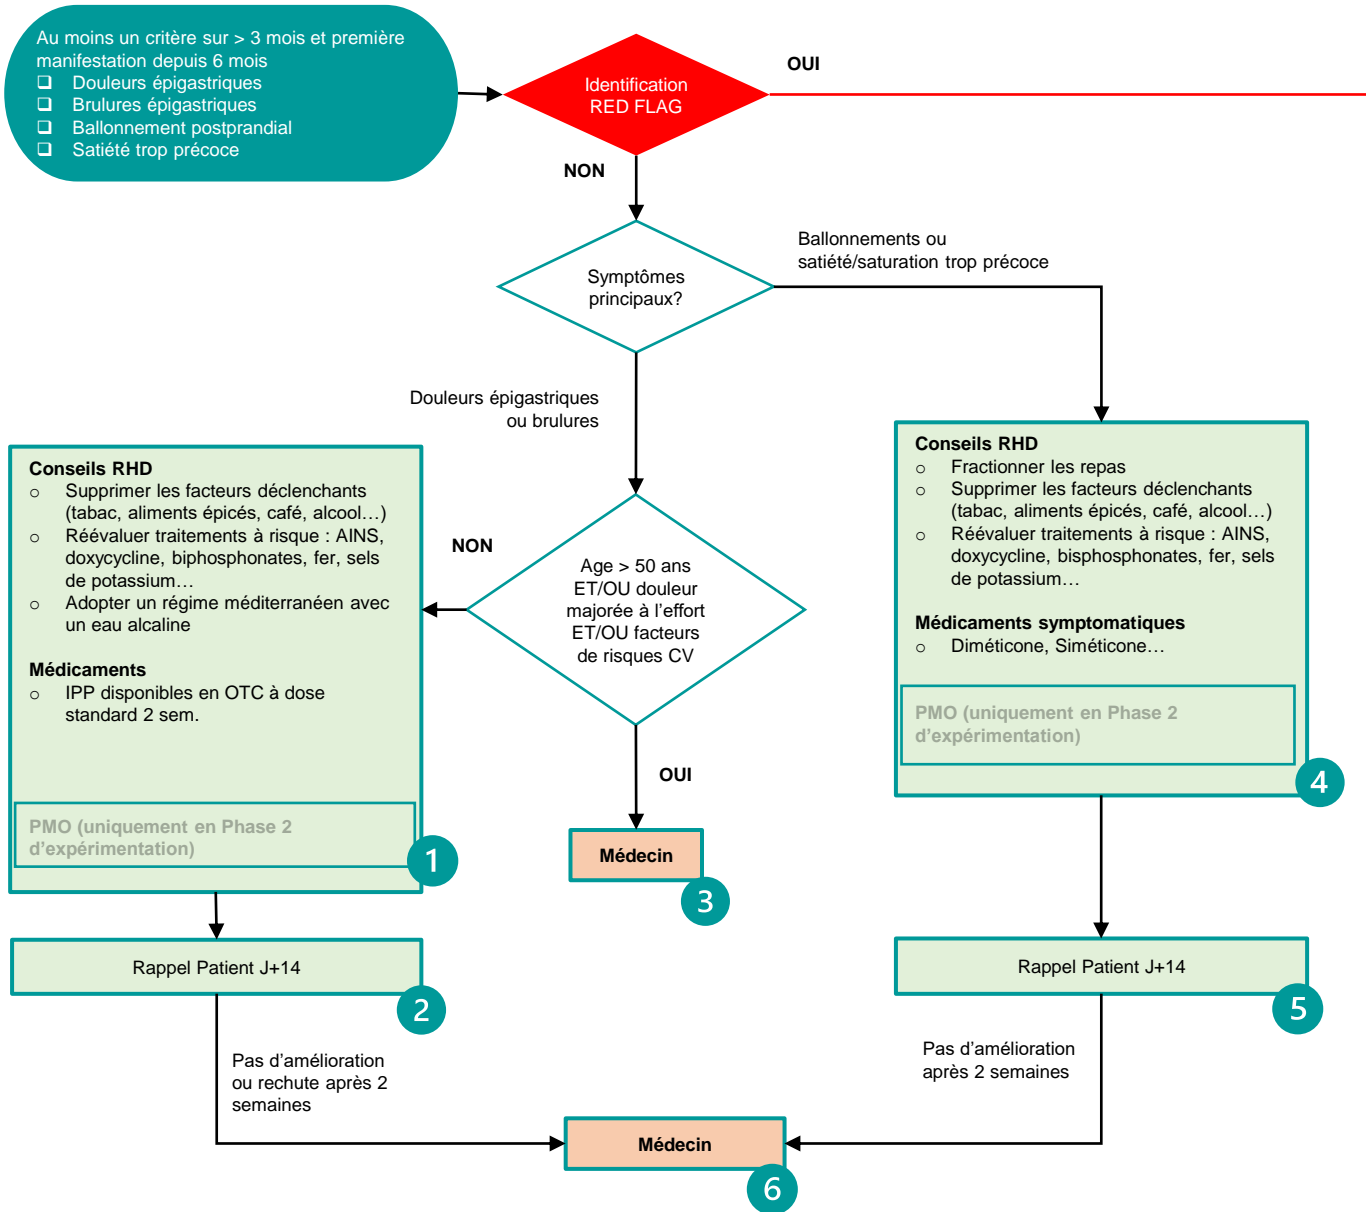 Au moins un critère sur > 3 mois et première
manifestation depuis 6 mois
❑ Douleurs épigastriques
❑ Brulures épigastriques
❑ Ballonnement postprandial
❑ Satiété trop précoce
Identification
RED FLAG
OUI
NON
Symptômes
principaux?
Ballonnements ou
satiété/saturation trop précoce
Douleurs épigastriques
ou brulures
Conseils RHD
o Supprimer les facteurs déclenchants
(tabac, aliments épicés, café, alcool…)
o Réévaluer traitements à risque : AINS,
doxycycline, biphosphonates, fer, sels
de potassium…
o Adopter un régime méditerranéen avec
un eau alcaline
Médicaments
o IPP disponibles en OTC à dose
standard 2 sem.
PMO (uniquement en Phase 2
d’expérimentation)
1
NON
Age > 50 ans
ET/OU douleur
majorée à l’effort
ET/OU facteurs
de risques CV
OUI
Médecin
3
Conseils RHD
o Fractionner les repas
o Supprimer les facteurs déclenchants
(tabac, aliments épicés, café, alcool…)
o Réévaluer traitements à risque : AINS,
doxycycline, bisphosphonates, fer, sels
de potassium…
Médicaments symptomatiques
o Diméticone, Siméticone…
PMO (uniquement en Phase 2
d’expérimentation)
4
Rappel Patient J+14
2
Rappel Patient J+14
5
Pas d’amélioration
ou rechute après 2
semaines
Pas d’amélioration
après 2 semaines
Médecin
6